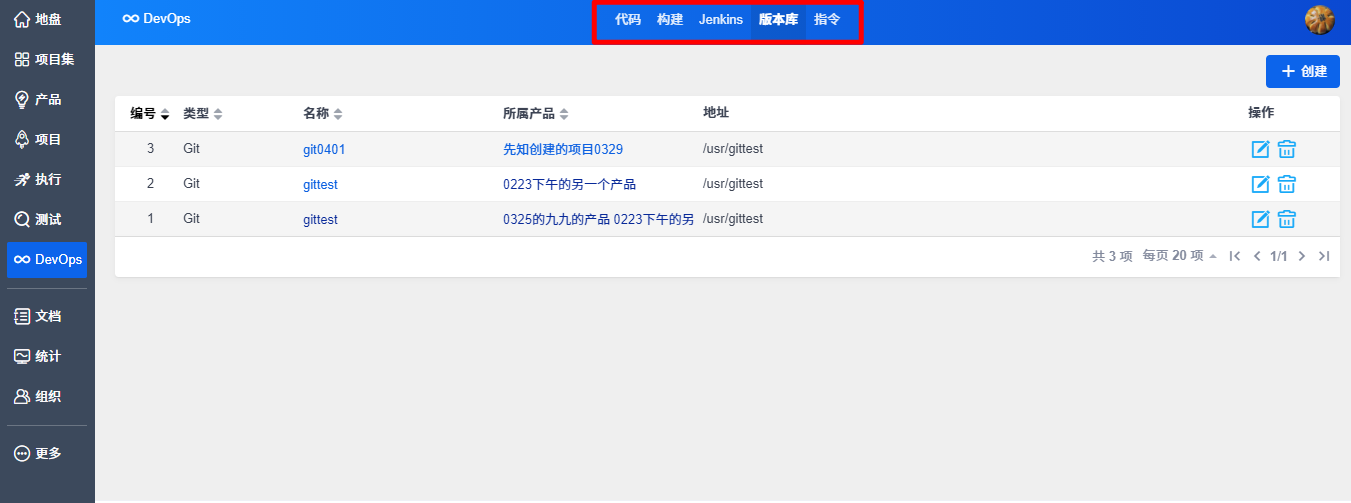 地盘
项目集
产品
项目
执行
测试
DevOps
文档
统计
组织
更多
DevOps
代码 构建 Jenkins 版本库 指令
创建
编号 类型 名称 所属产品 地址 操作
3 Git git0401 先知创建的项目0329 /usr/gittest
2 Git gittest 0223下午的另一个产品 /usr/gittest
1 Git gittest 0325的九九的产品 0223下午的另 /usr/gittest
共 3 项 每页 20 项 1/1